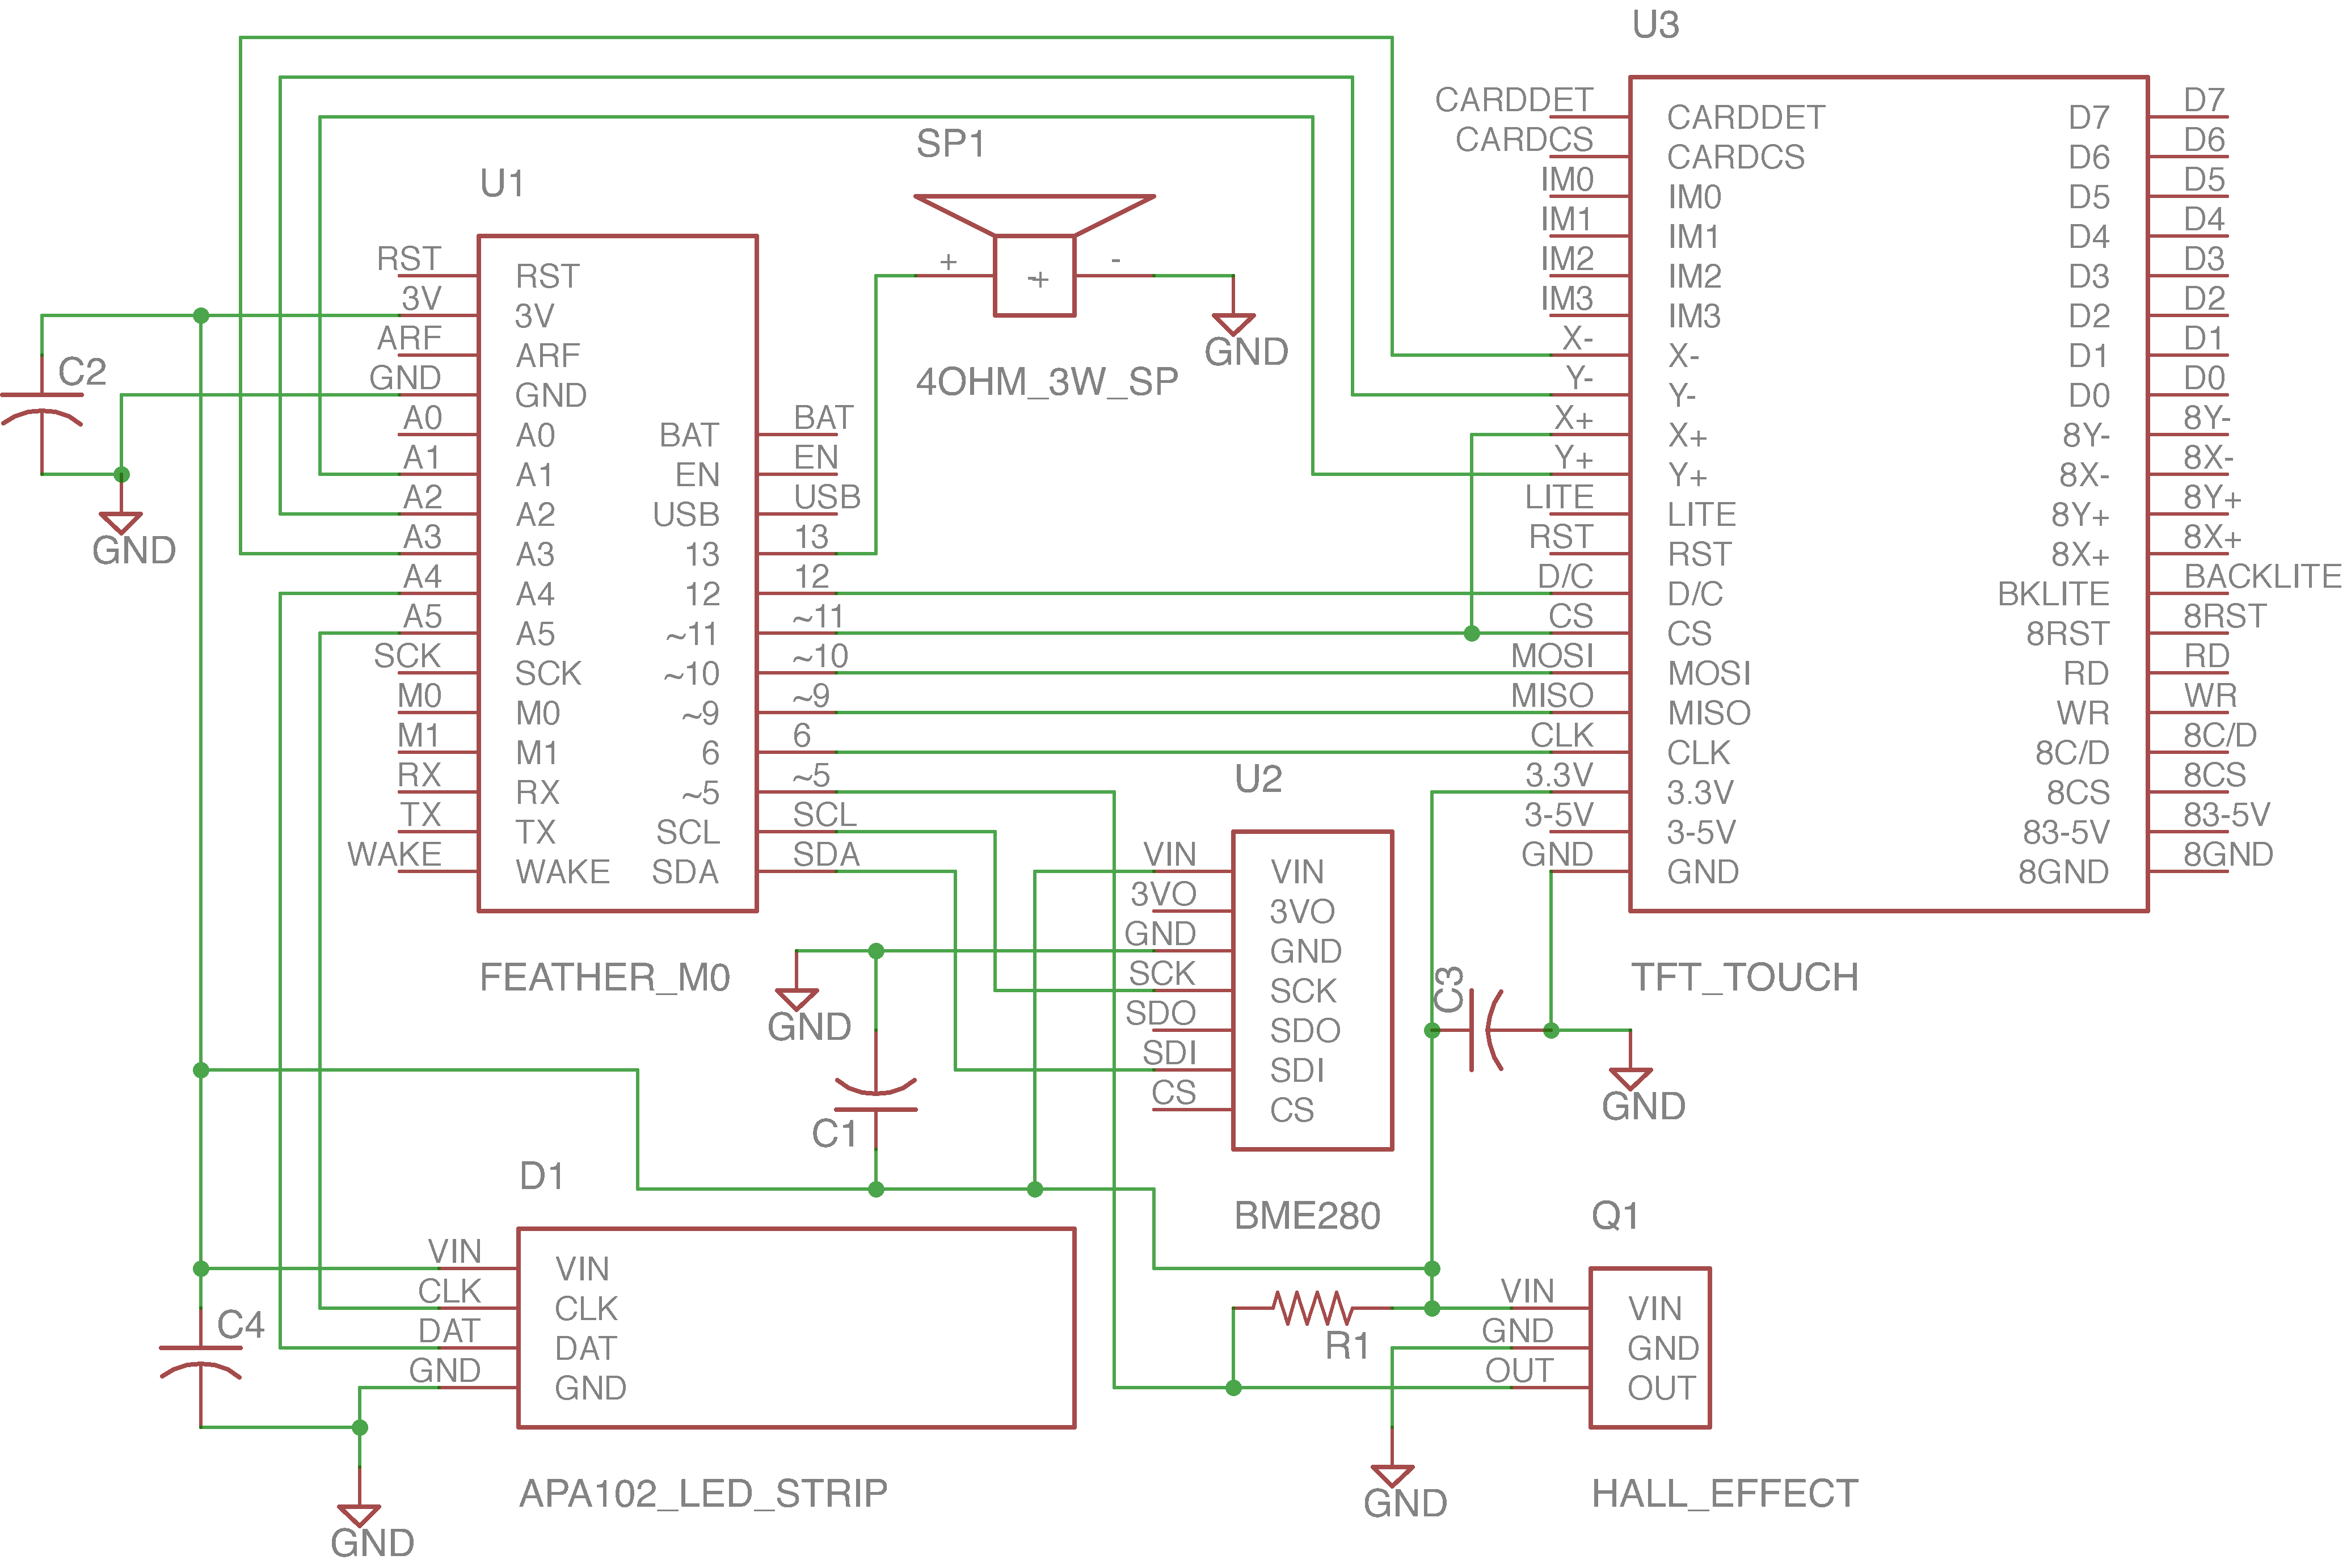 U3
CARDDET
CARDCS
IM0
IM1
IM2
IM3
X-
Y-
X+
Y+
LITE
RST
D/C
CS
MOSI
MISO
CLK
3.3V
3-5V
GND
CARDDET D7
CARDCS D6
IM0 D5
IM1 D4
IM2 D3
IM3 D2
X- D1
Y- D0
X+ 8Y-
Y+ 8X-
LITE 8Y+
RST 8X+
D/C BKLITE
CS 8RST
MOSI RD
MISO WR
CLK 8C/D
3.3V 8CS
3-5V 83-5V
GND 8GND
D7
D6
D5
D4
D3
D2
D1
D0
8Y-
8X-
8Y+
8X+
BACKLITE
8RST
RD
WR
8C/D
8CS
83-5V
8GND
TFT_TOUCH
SP1
+ -
-+
4OHM_3W_SP
GND
U1
RST
3V
ARF
GND
A0
A1
A2
A3
A4
A5
SCK
M0
M1
RX
TX
WAKE
RST
3V
ARF
GND
A0 BAT
A1 EN
A2 USB
A3 13
A4 12
A5 ~11
SCK ~10
M0 ~9
M1 6
RX ~5
TX SCL
WAKE SDA
BAT
EN
USB
13
12
~11
~10
~9
6
~5
SCL
SDA
FEATHER_M0
C2
GND
U2
VIN
3VO
GND
SCK
SDO
SDI
CS
VIN
3VO
GND
SCK
SDO
SDI
CS
BME280
GND
C1
C3
GND
D1
VIN
CLK
DAT
GND
VIN
CLK
DAT
GND
APA102_LED_STRIP
C4
GND
R1
Q1
VIN
GND
OUT
VIN
GND
OUT
HALL_EFFECT
GND